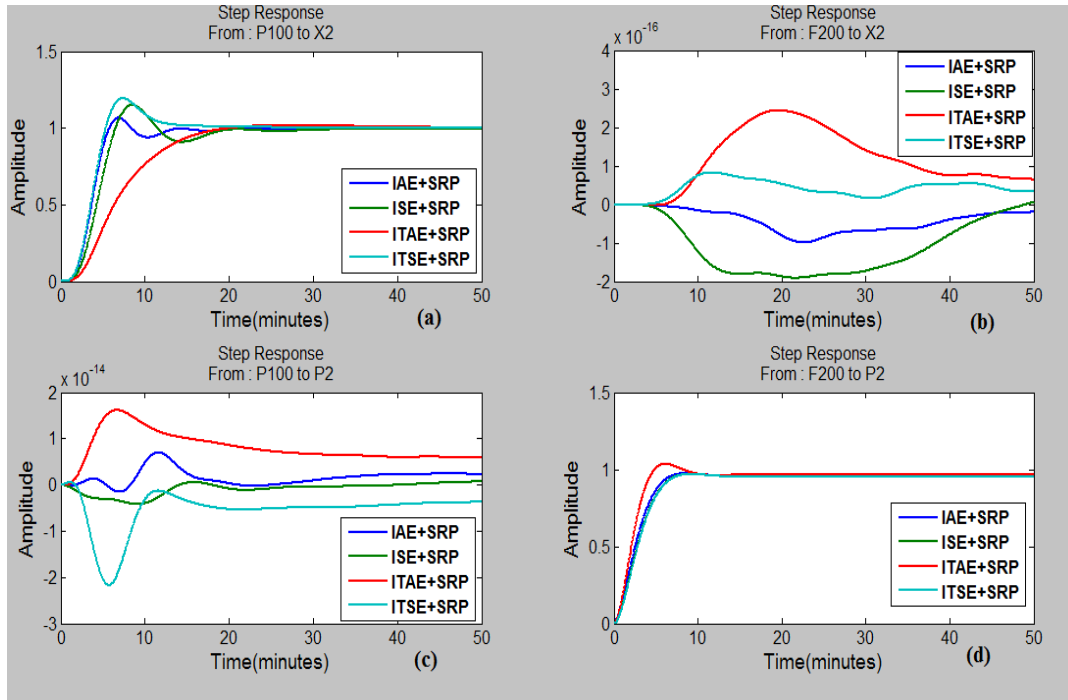 Step Response
From : P100 to X2
1.5
1
0.5
0
Amplitude
IAE+SRP
ISE+SRP
ITAE+SRP
ITSE+SRP
0 10 20 30 40 50
Time(minutes)
(a)
Step Response
From : F200 to X2
x 10-16
4
3
2
1
0
-1
-2
Amplitude
IAE+SRP
ISE+SRP
ITAE+SRP
ITSE+SRP
0 10 20 30 40 50
Time(minutes)
(b)
Step Response
From : P100 to P2
x 10-14
2
1
0
-1
-2
-3
Amplitude
IAE+SRP
ISE+SRP
ITAE+SRP
ITSE+SRP
0 10 20 30 40 50
Time(minutes)
(c)
Step Response
From : F200 to P2
1.5
1
0.5
0
Amplitude
IAE+SRP
ISE+SRP
ITAE+SRP
ITSE+SRP
0 10 20 30 40 50
Time(minutes)
(d)